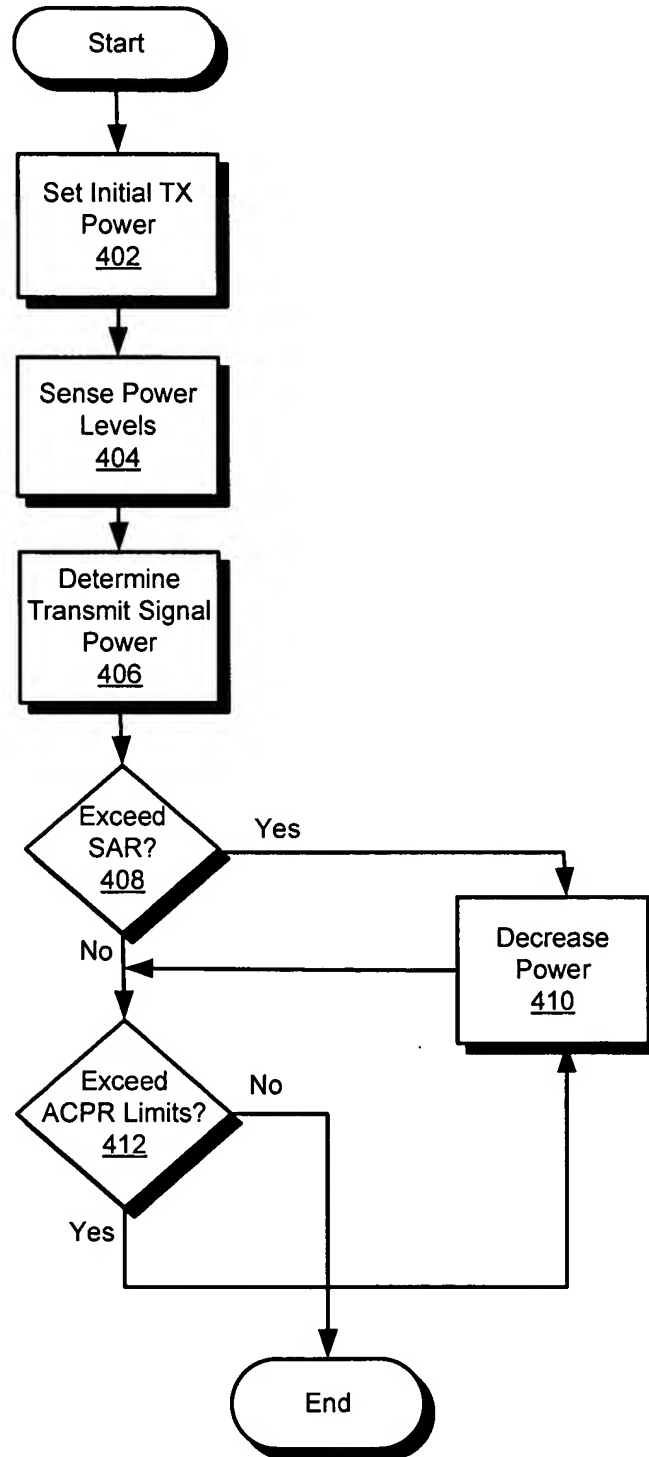 Start
Set Initial TX
Power
402
Sense Power
Levels
404
Determine
Transmit Signal
Power
406
Exceed
SAR?
408
Yes
No
Decrease
Power
410
Exceed
ACPR Limits?
412
No
Yes
End